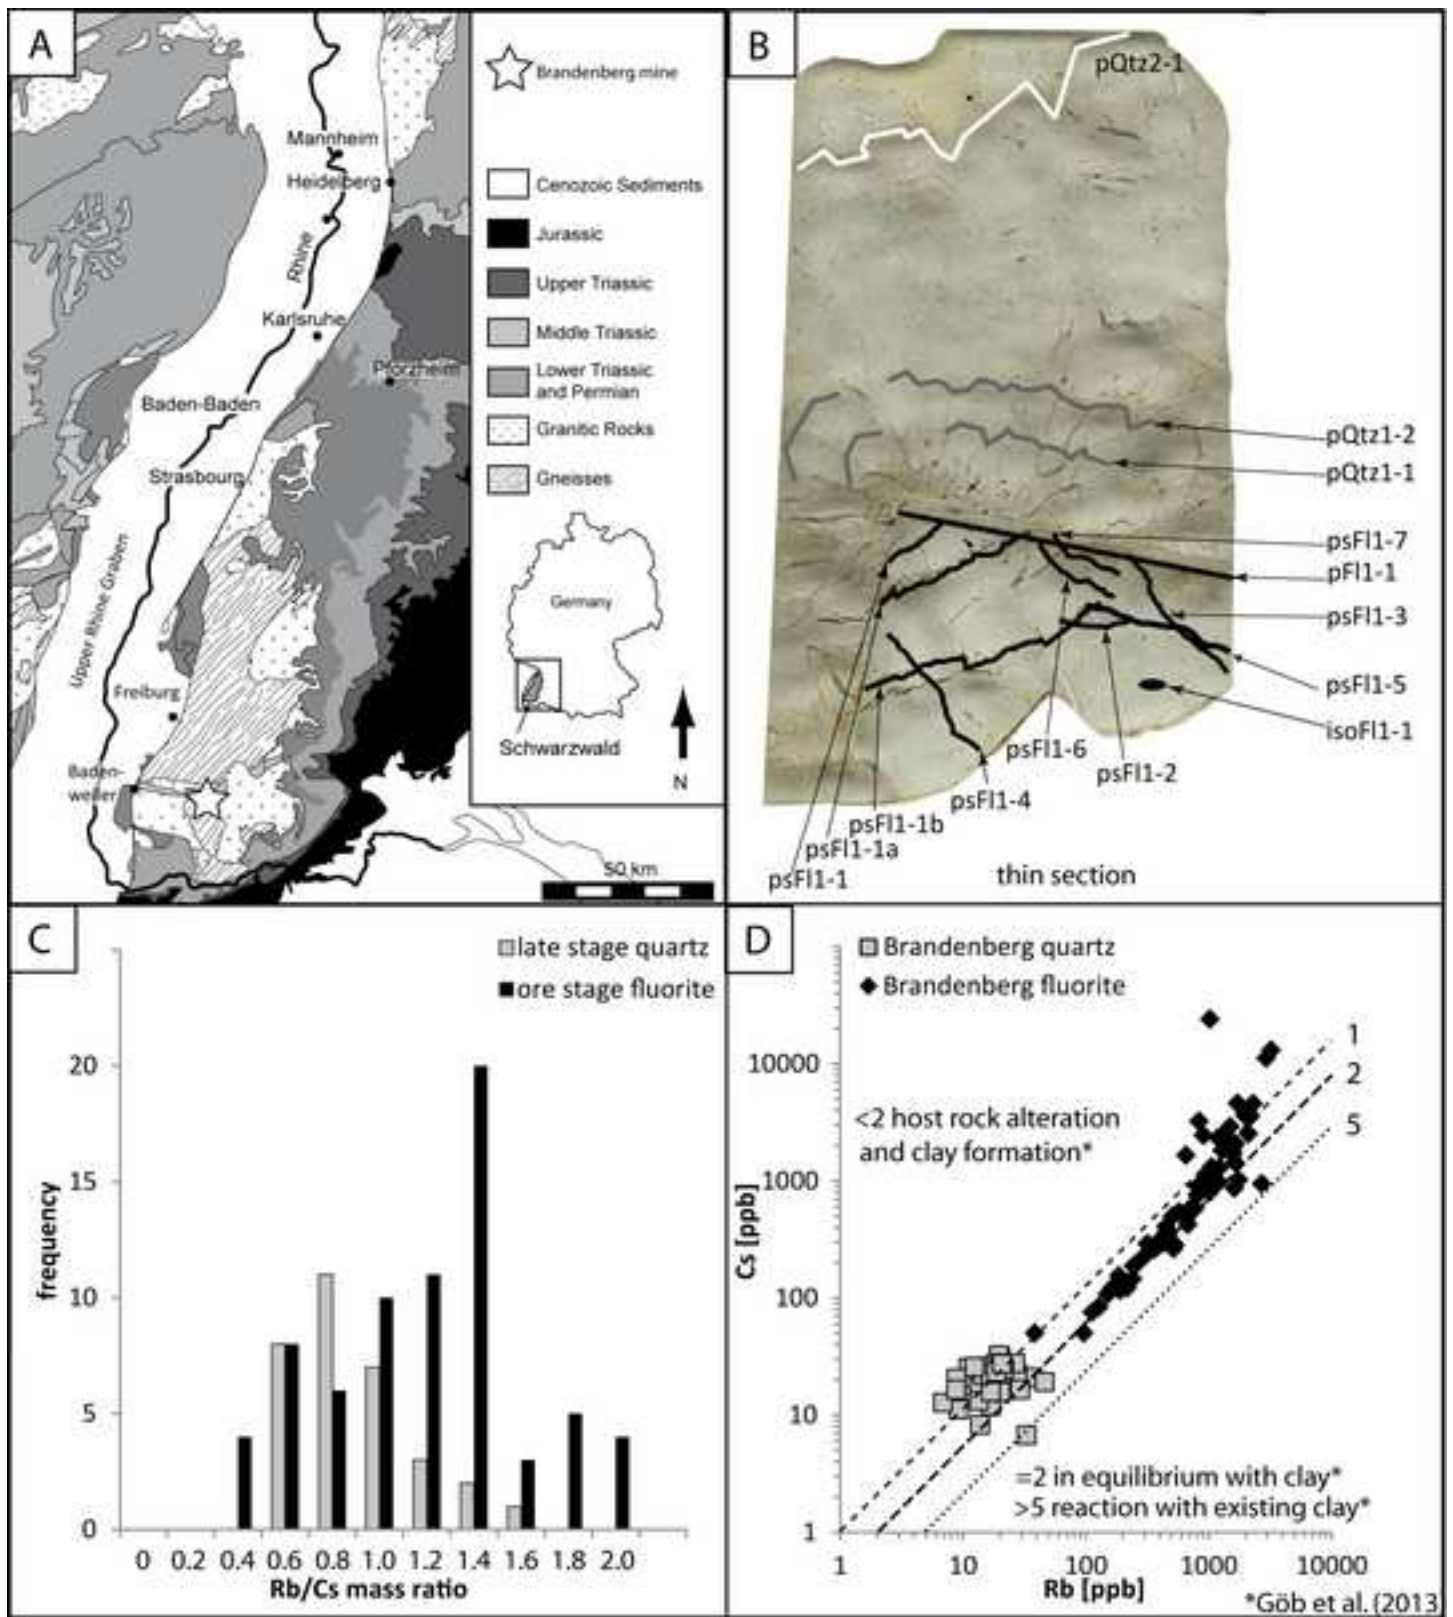 A
Brandenberg mine
Mannheim
Heidelberg
Cenozoic Sediments
Jurassic
Rhine
Upper Triassic
Karlsruhe
Middle Triassic
Pforzheim
Lower Triassic
and Permian
Baden-Baden
Granitic Rocks
Strasbourg
Gneisses
Upper Rhine Graben
Germany
Freiburg
Schwarzwald
Baden-
weiler
N
50 km
B
pQtz2-1
pQtz1-2
pQtz1-1
psFl1-7
pFl1-1
psFl1-3
psFl1-5
isoFl1-1
psFl1-6
psFl1-2
psFl1-4
psFl1-1b
psFl1-1a
psFl1-1
thin section
C
late stage quartz
ore stage fluorite
frequency
20
15
10
5
0
0 0.2 0.4 0.6 0.8 1.0 1.2 1.4 1.6 1.8 2.0
Rb/Cs mass ratio
D
Brandenberg quartz
Brandenberg fluorite
1
2
5
<2 host rock alteration
and clay formation*
Cs [ppb]
10000
1000
100
10
1
=2 in equilibrium with clay*
>5 reaction with existing clay*
1 10 100 1000 10000
Rb [ppb]
*Göb et al. (2013